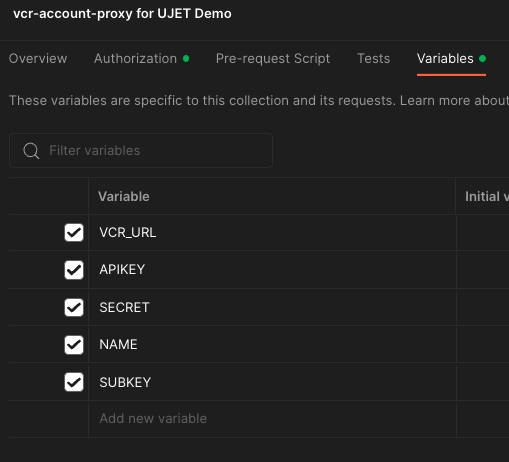 vcr-account-proxy for UJET Demo
Overview Authorization Pre-request Script Tests Variables
These variables are specific to this collection and its requests. Learn more about
Filter variables
Variable Initial v
VCR_URL
APIKEY
SECRET
NAME
SUBKEY
Add new variable